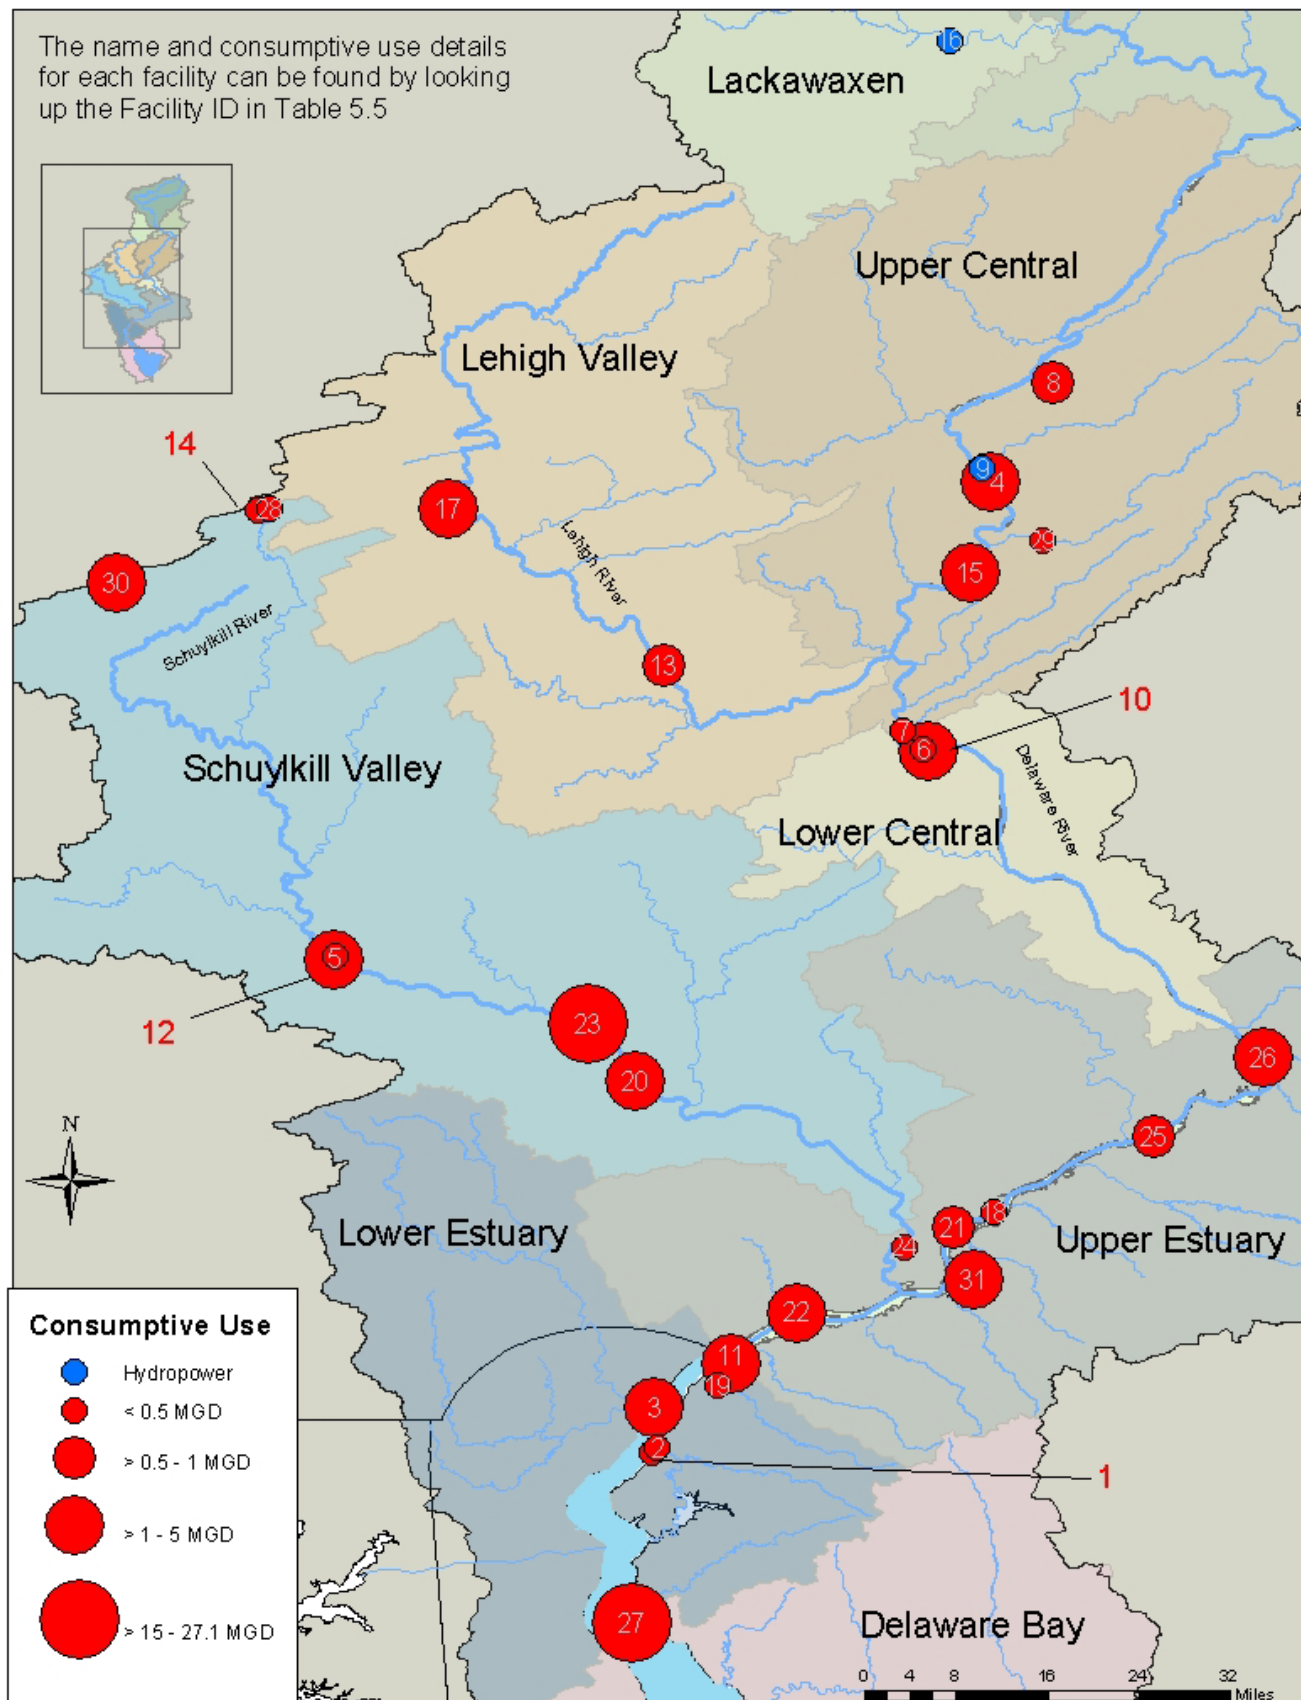 The name and consumptive use details
for each facility can be found by looking
up the Facility ID in Table 5.5
16
Lackawaxen
Upper Central
Lehigh Valley
8
14
9
4
28
17
29
30
15
Lehigh River
Schuylkill River
13
10
7
6
Schuylkill Valley
Delaware River
Lower Central
5
12
23
26
20
N
25
18
21
Lower Estuary
24
Upper Estuary
31
22
11
19
3
2
1
27
Delaware Bay
Consumptive Use
Hydropower
< 0.5 MGD
> 0.5 - 1 MGD
> 1 - 5 MGD
> 15 - 27.1 MGD
0 4 8 16 24 32
Miles